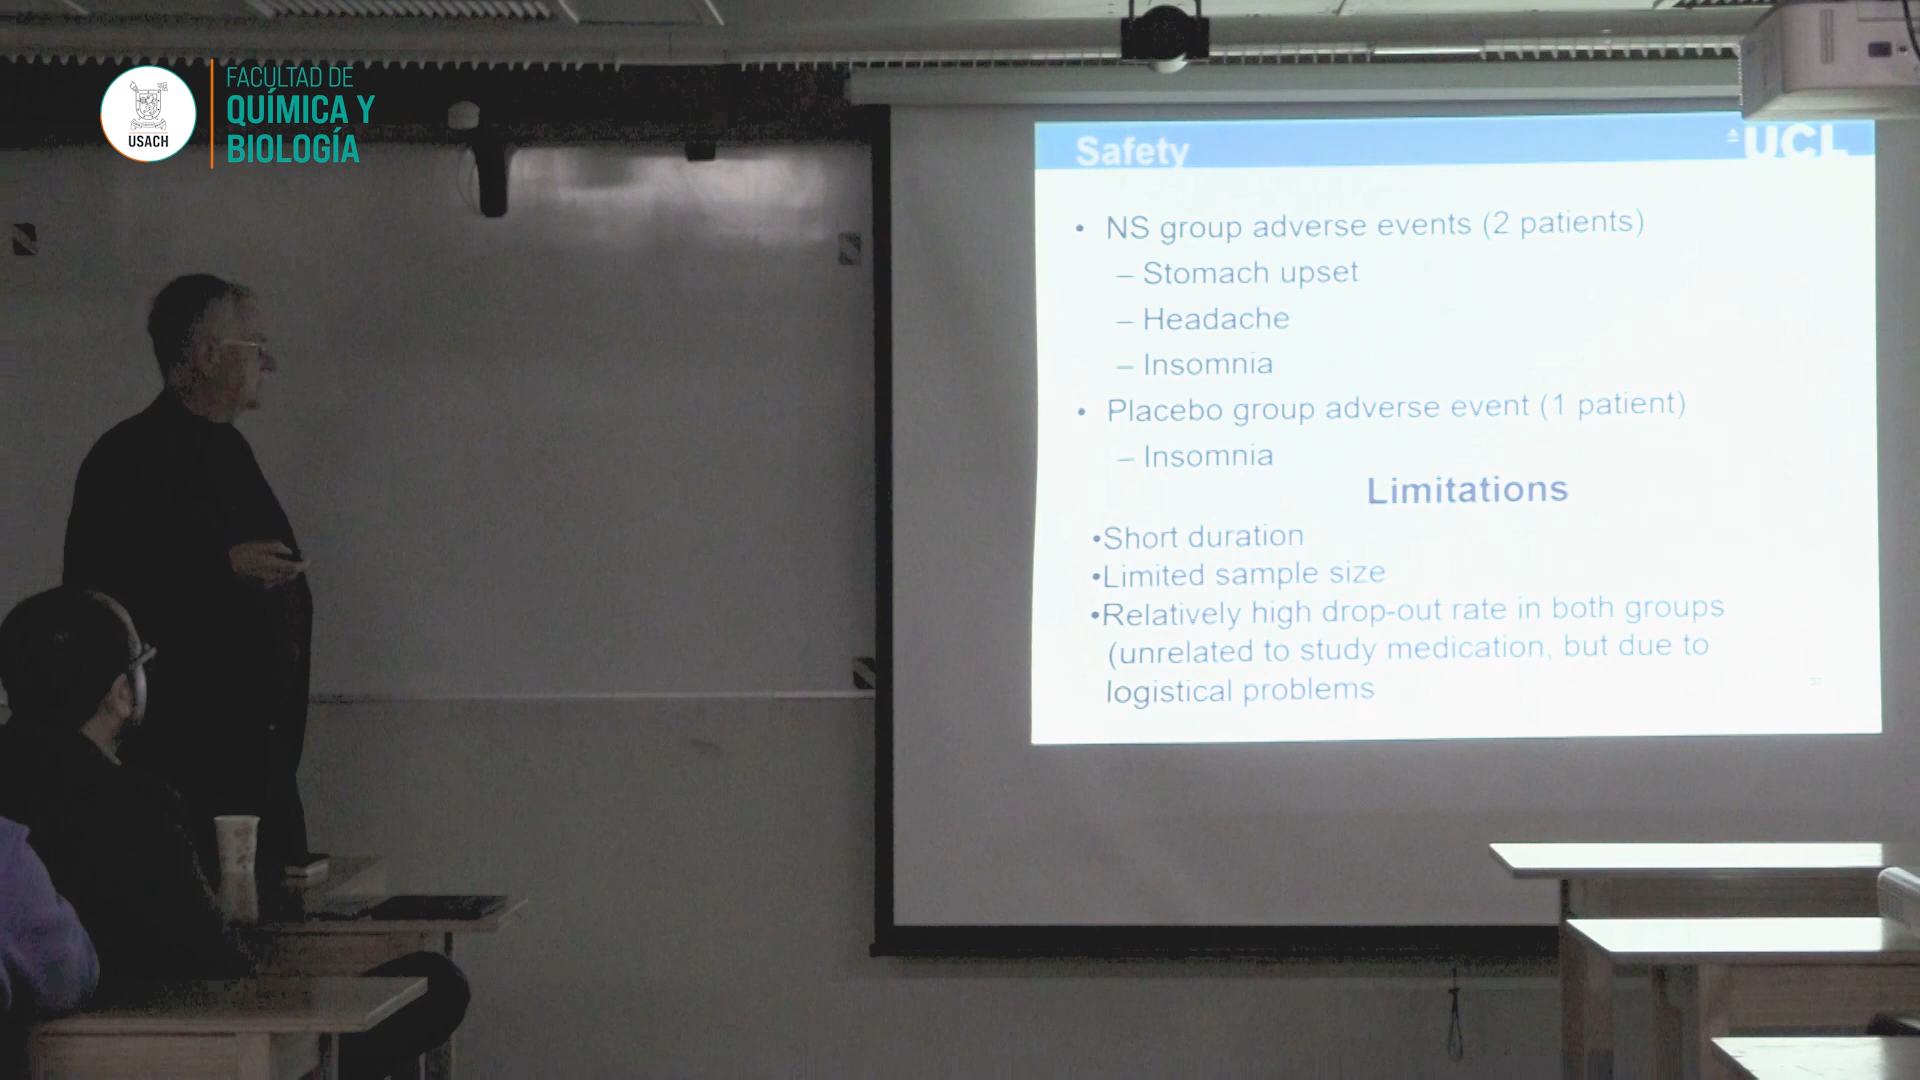 FACULTAD DE
QUÍMICA Y
BIOLOGÍA
USACH
Safety
UCL
• NS group adverse events (2 patients)
– Stomach upset
– Headache
– Insomnia
• Placebo group adverse event (1 patient)
– Insomnia
Limitations
•Short duration
•Limited sample size
•Relatively high drop-out rate in both groups
(unrelated to study medication, but due to
logistical problems